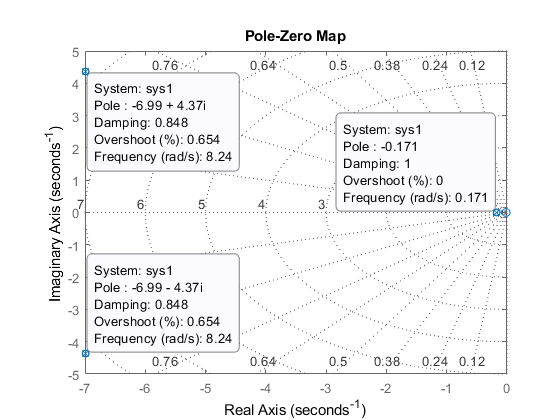 Pole-Zero Map
5
4
3
2
1
0
-1
-2
-3
-4
-5
Imaginary Axis (seconds⁻¹)
0.76
0.64
0.5
0.38
0.24
0.12
System: sys1
Pole : -6.99 + 4.37i
Damping: 0.848
Overshoot (%): 0.654
Frequency (rad/s): 8.24
System: sys1
Pole : -0.171
Damping: 1
Overshoot (%): 0
Frequency (rad/s): 0.171
7
6
5
4
3
System: sys1
Pole : -6.99 - 4.37i
Damping: 0.848
Overshoot (%): 0.654
Frequency (rad/s): 8.24
0.76
0.64
0.5
0.38
0.24
0.12
-7
-6
-5
-4
-3
-2
-1
0
Real Axis (seconds⁻¹)